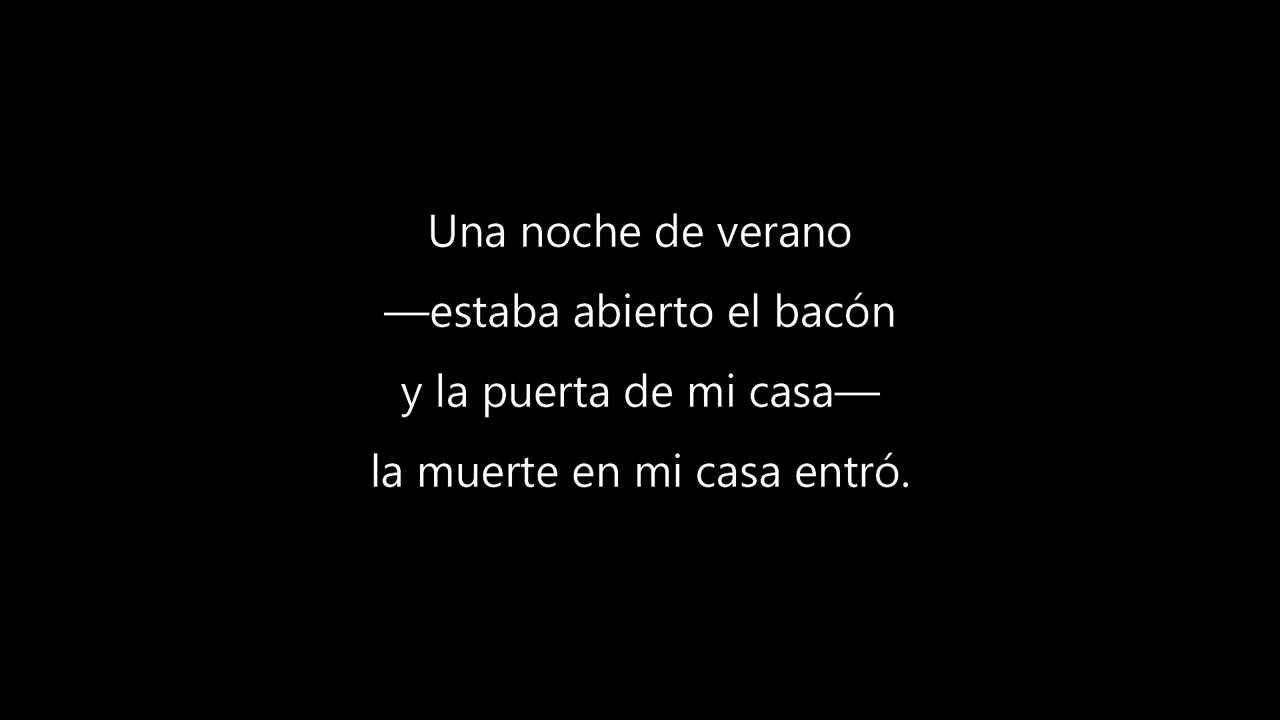 Una noche de verano
—estaba abierto el bacón
y la puerta de mi casa—
la muerte en mi casa entró.